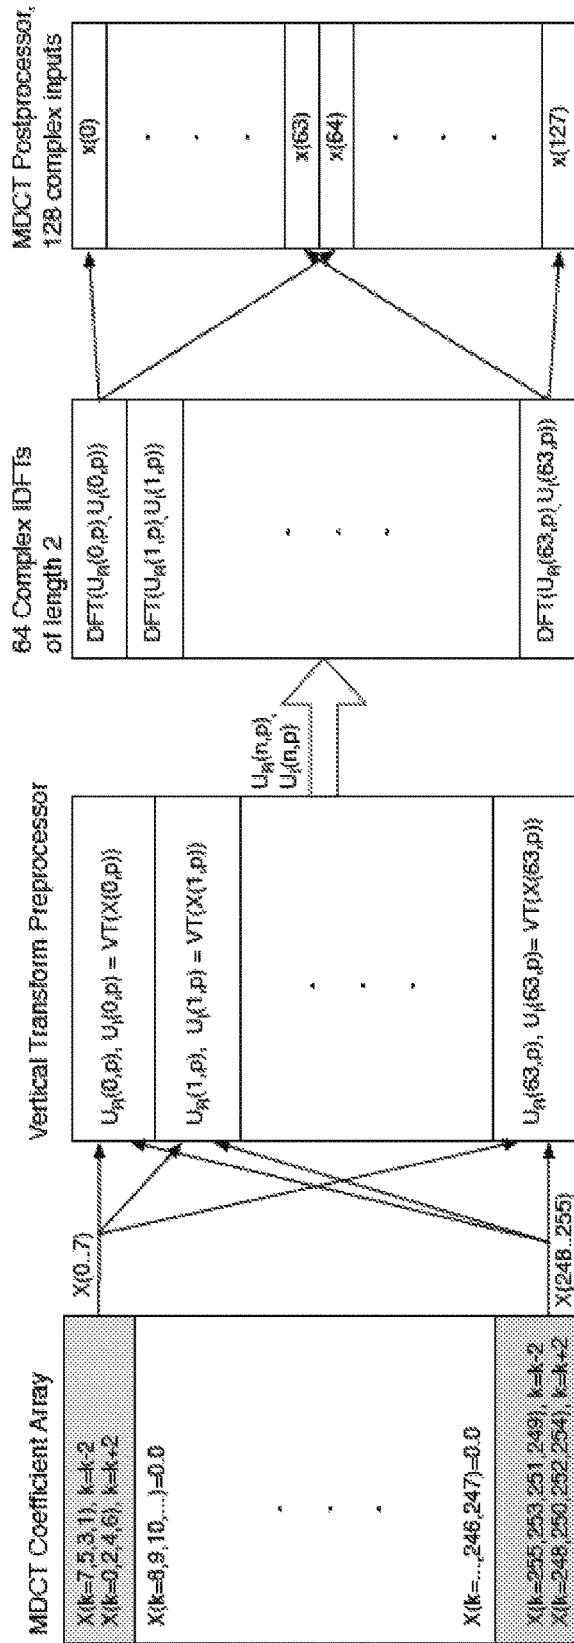 MDCT Coefficient Array
X(k=7,5,3,1), k=k-2
X(k=0,2,4,6), k=k+2
X(k=8,9,10,...)=0.0
X(k=...,246,247)=0.0
X(k=255,253,251,249), k=k-2
X(k=248,250,252,254), k=k+2
X(0..7)
X(248..255)
Vertical Transform Preprocessor
U_R(0,p), U_I(0,p) = VT(X(0,p))
U_R(1,p), U_I(1,p) = VT(X(1,p))
U_R(63,p), U_I(63,p)= VT(X(63,p))
U_R(n,p),
U_I(n,p)
64 Complex IDFTs
of length 2
DFT(U_R(0,p),U_I(0,p))
DFT(U_R(1,p),U_I(1,p))
DFT(U_R(63,p),U_I(63,p))
MDCT Postprocessor,
128 complex inputs
x(0)
x(63)
x(64)
x(127)